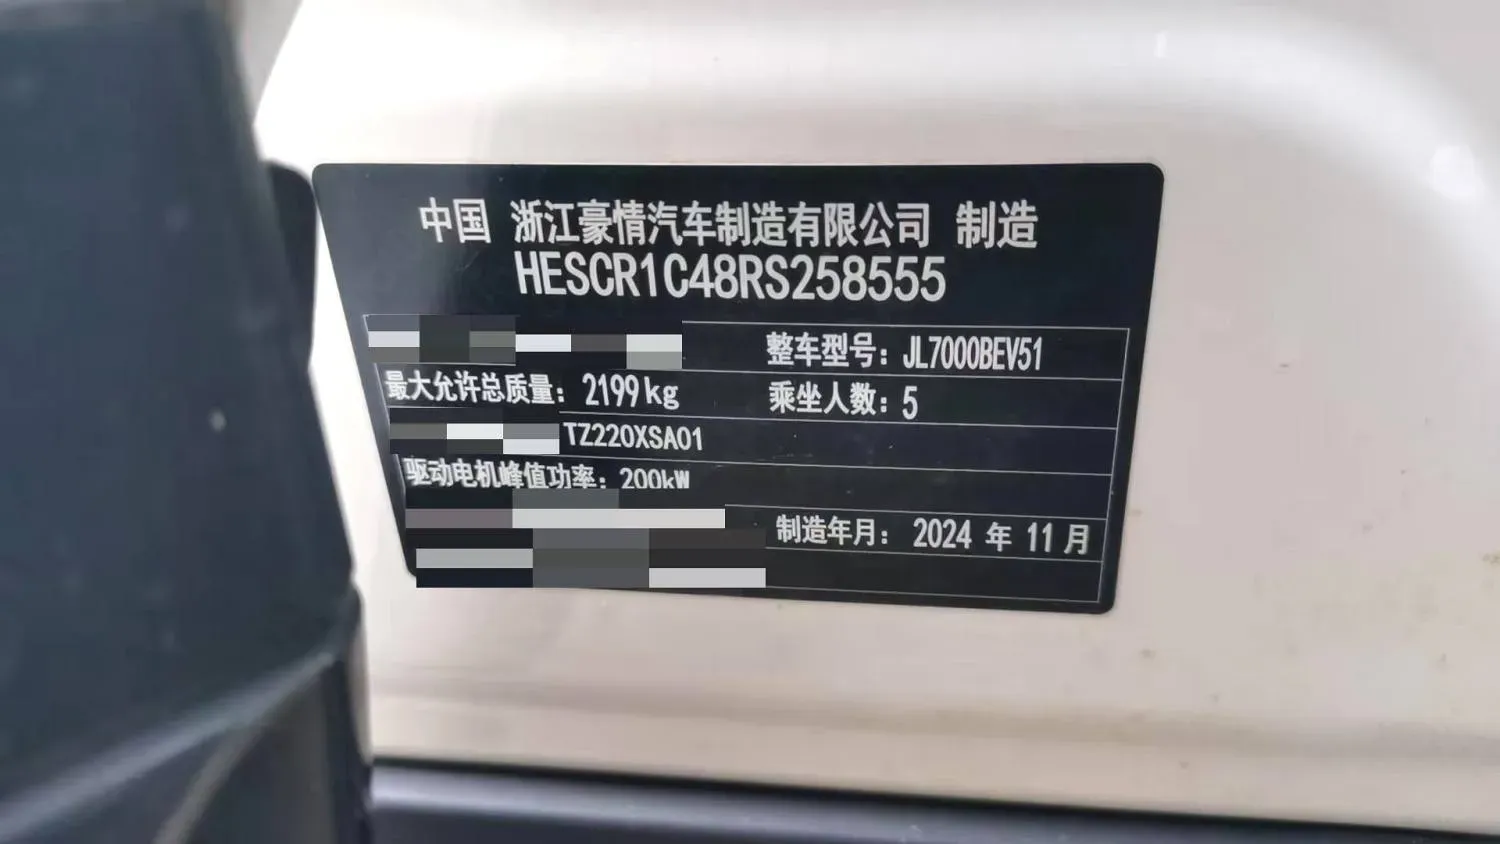 中国 浙江豪情汽车制造有限公司 制造
HESCR1C48RS258555
整车型号：JL7000BEV51
最大允许总质量：2199kg 乘坐人数：5
TZ220XSA01
驱动电机峰值功率：200kW
制造年月：2024 年 11 月